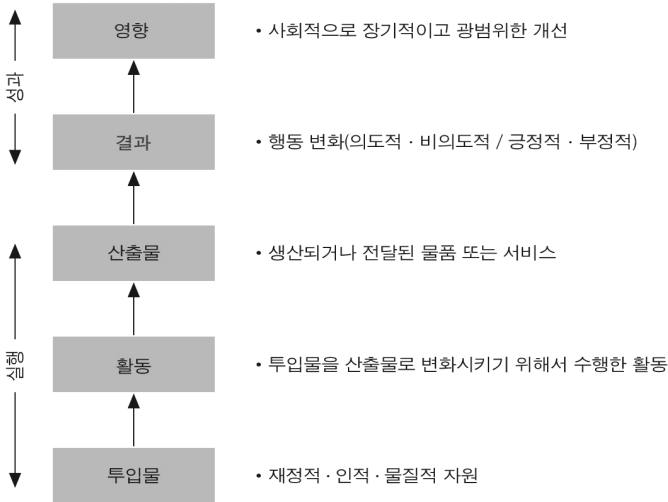 영향
• 사회적으로 장기적이고 광범위한 개선
성과
결과
• 행동 변화(의도적 · 비의도적 / 긍정적 · 부정적)
산출물
• 생산되거나 전달된 물품 또는 서비스
실행
활동
• 투입물을 산출물로 변화시키기 위해서 수행한 활동
투입물
• 재정적 · 인적 · 물질적 자원